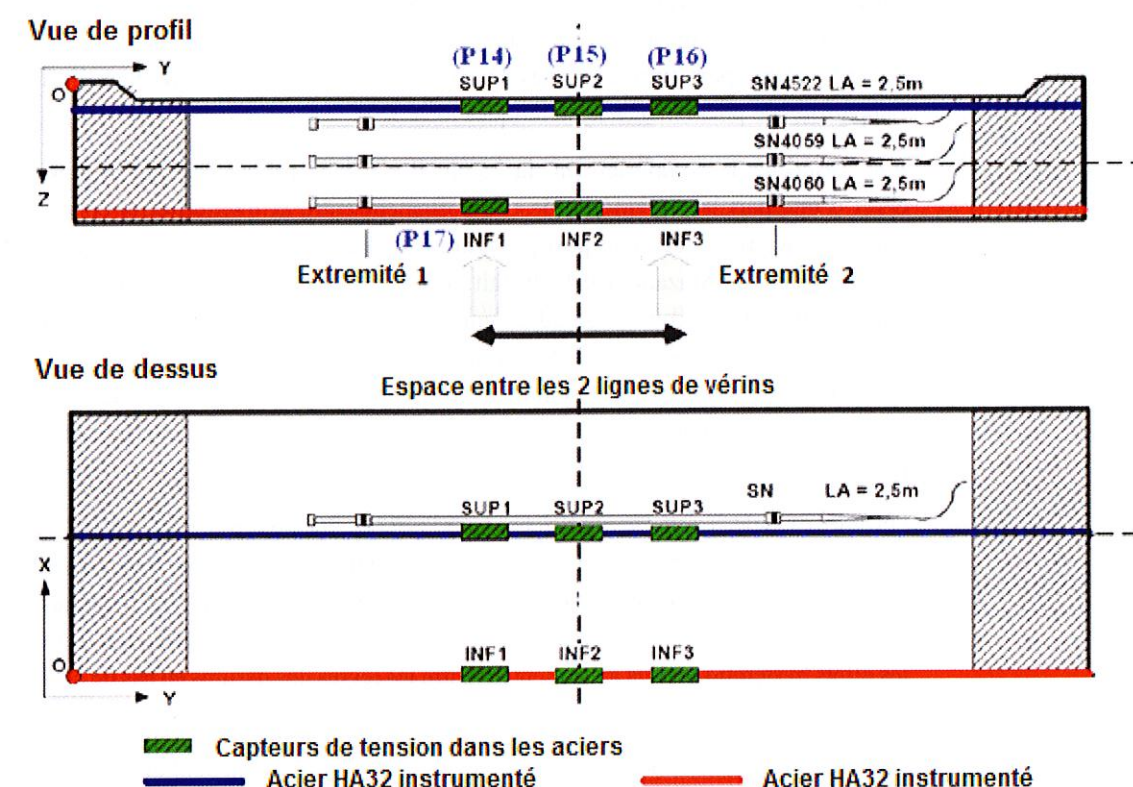 Vue de profil
Y
O
Z
(P14) (P15) (P16)
SUP1 SUP2 SUP3 SN4522 LA = 2,5m
SN4059 LA = 2,5m
SN4060 LA = 2,5m
(P17) INF1 INF2 INF3
Extremité 1 Extremité 2
Vue de dessus
Espace entre les 2 lignes de vérins
SUP1 SUP2 SUP3 SN LA = 2,5m
X
INF1 INF2 INF3
O
Y
Capteurs de tension dans les aciers
Acier HA32 instrumenté Acier HA32 instrumenté